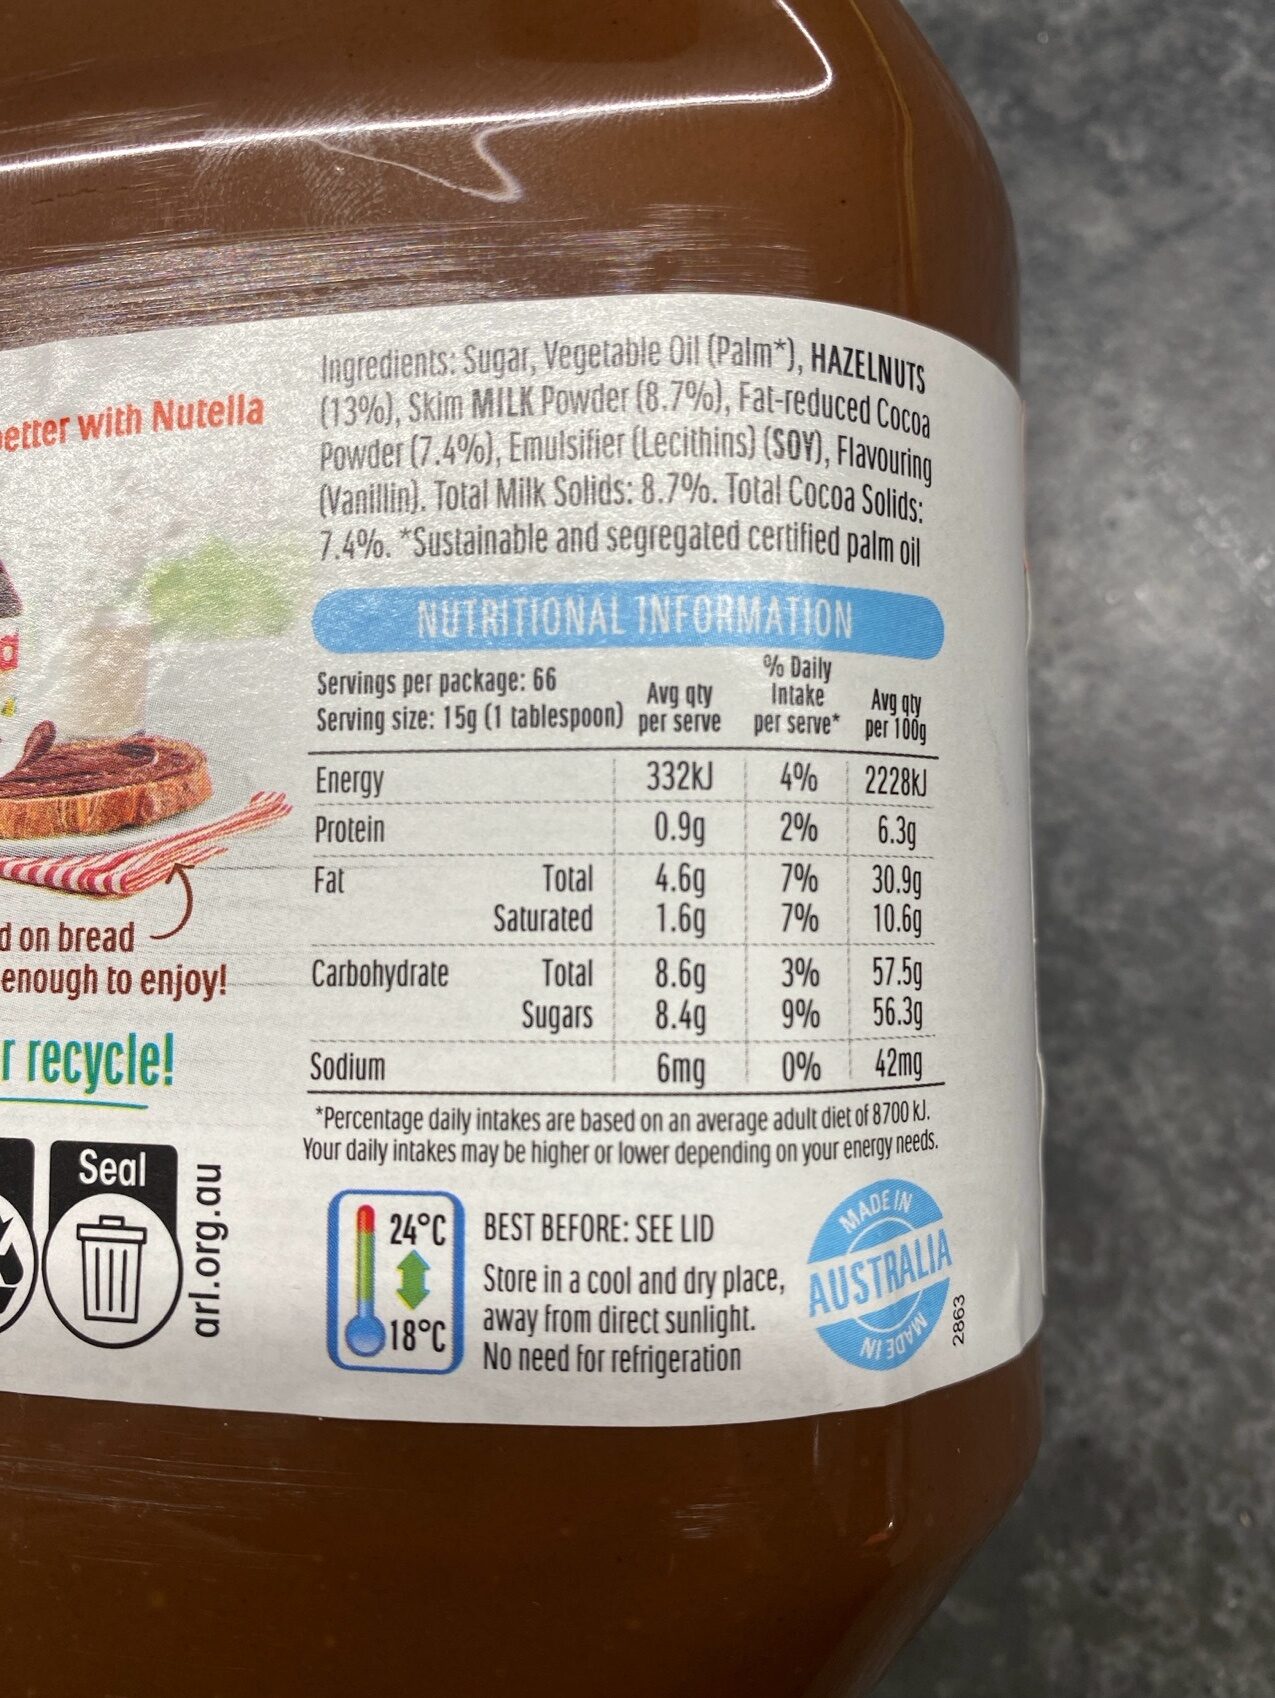 better with Nutella
d on bread
enough to enjoy!
r recycle!
Seal
arl.org.au
Ingredients: Sugar, Vegetable Oil (Palm*), HAZELNUTS
(13%), Skim MILK Powder (8.7%), Fat-reduced Cocoa
Powder (7.4%), Emulsifier (Lecithins) (SOY), Flavouring
(Vanillin). Total Milk Solids: 8.7%. Total Cocoa Solids:
7.4%. *Sustainable and segregated certified palm oil
NUTRITIONAL INFORMATION
Servings per package: 66
Serving size: 15g (1 tablespoon)
Avg qty
per serve
% Daily
Intake
per serve*
Avg qty
per 100g
Energy 332kJ 4% 2228kJ
Protein 0.9g 2% 6.3g
Fat Total 4.6g 7% 30.9g
Saturated 1.6g 7% 10.6g
Carbohydrate Total 8.6g 3% 57.5g
Sugars 8.4g 9% 56.3g
Sodium 6mg 0% 42mg
*Percentage daily intakes are based on an average adult diet of 8700 kJ.
Your daily intakes may be higher or lower depending on your energy needs.
24°C
18°C
BEST BEFORE: SEE LID
Store in a cool and dry place,
away from direct sunlight.
No need for refrigeration
MADE IN
AUSTRALIA
MADE IN
2863